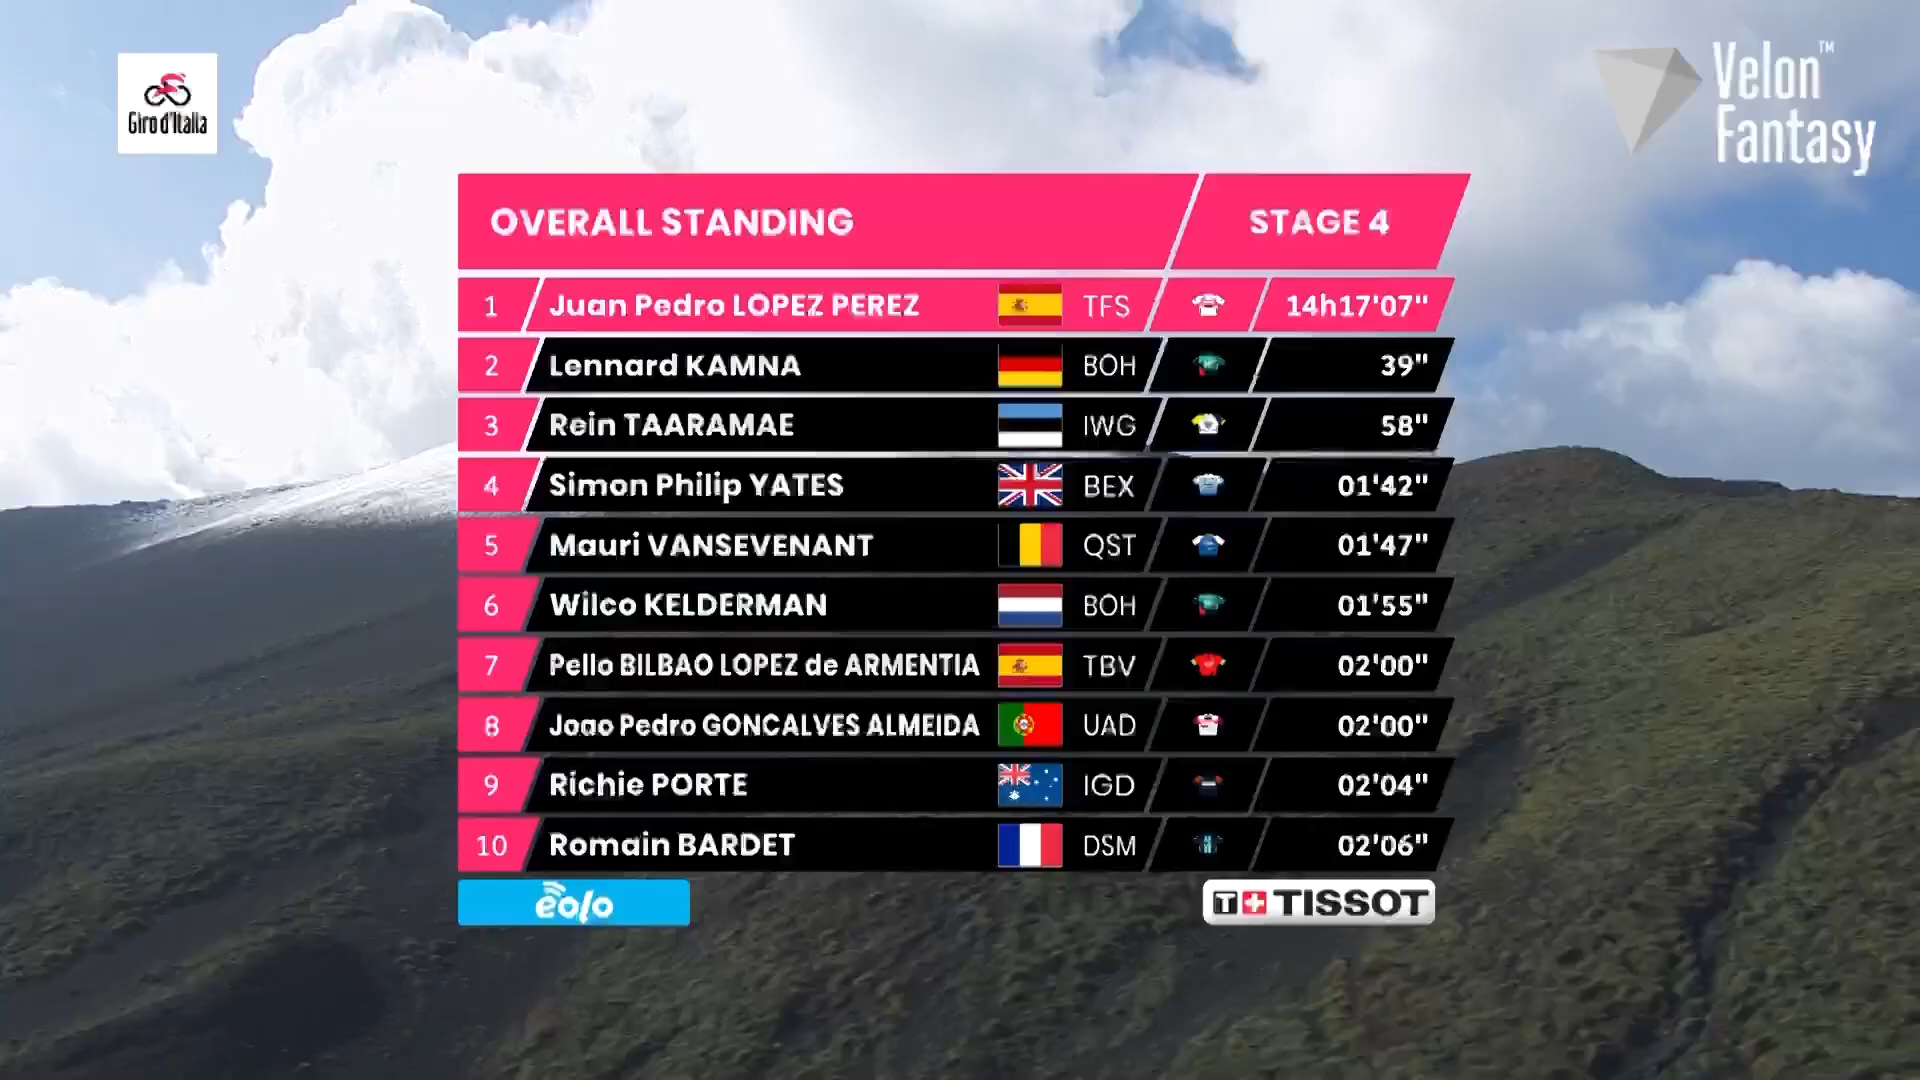 Giro d'Italia
Velon™
Fantasy
OVERALL STANDING STAGE 4
1 Juan Pedro LOPEZ PEREZ TFS 14h17'07"
2 Lennard KAMNA BOH 39"
3 Rein TAARAMAE IWG 58"
4 Simon Philip YATES BEX 01'42"
5 Mauri VANSEVENANT QST 01'47"
6 Wilco KELDERMAN BOH 01'55"
7 Pello BILBAO LOPEZ de ARMENTIA TBV 02'00"
8 Joao Pedro GONCALVES ALMEIDA UAD 02'00"
9 Richie PORTE IGD 02'04"
10 Romain BARDET DSM 02'06"
eolo T+ TISSOT